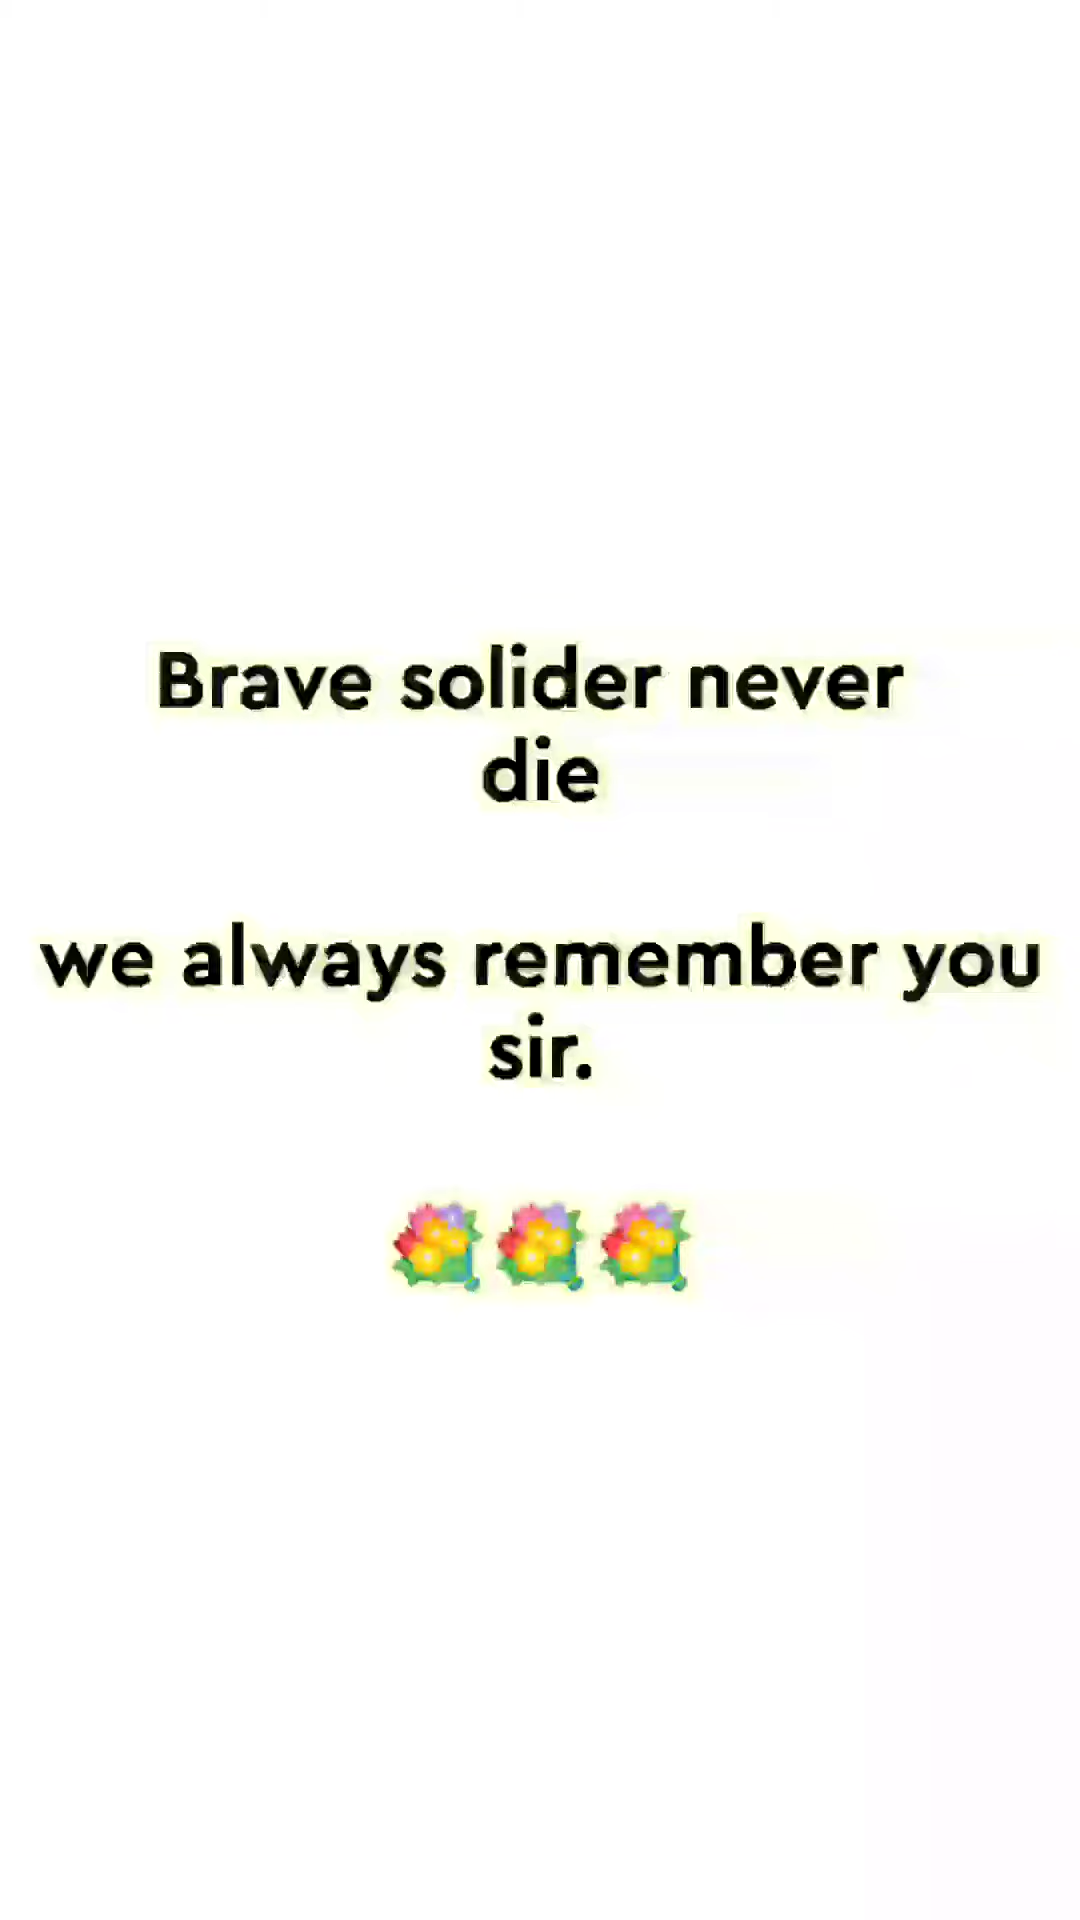 Brave solider never
die
we always remember you
sir.
💐💐💐